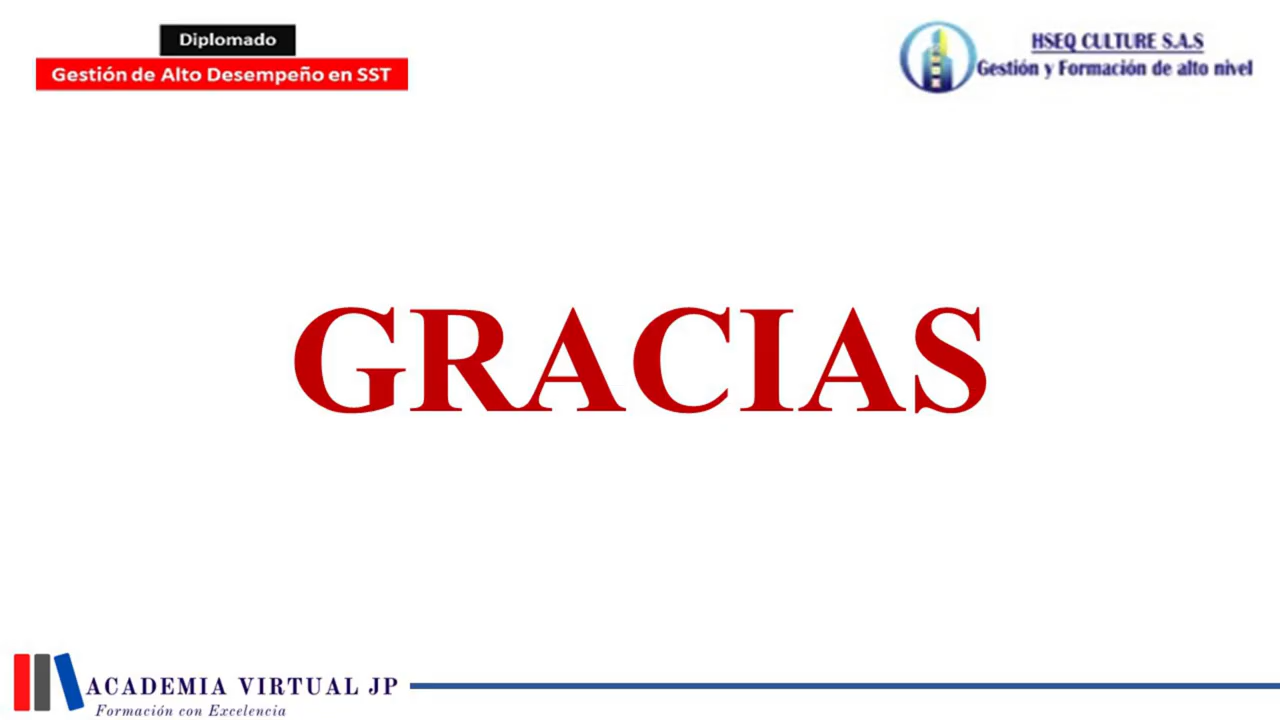 Diplomado
Gestión de Alto Desempeño en SST
HSEQ CULTURE S.A.S
Gestión y Formación de alto nivel
GRACIAS
ACADEMIA VIRTUAL JP
Formación con Excelencia